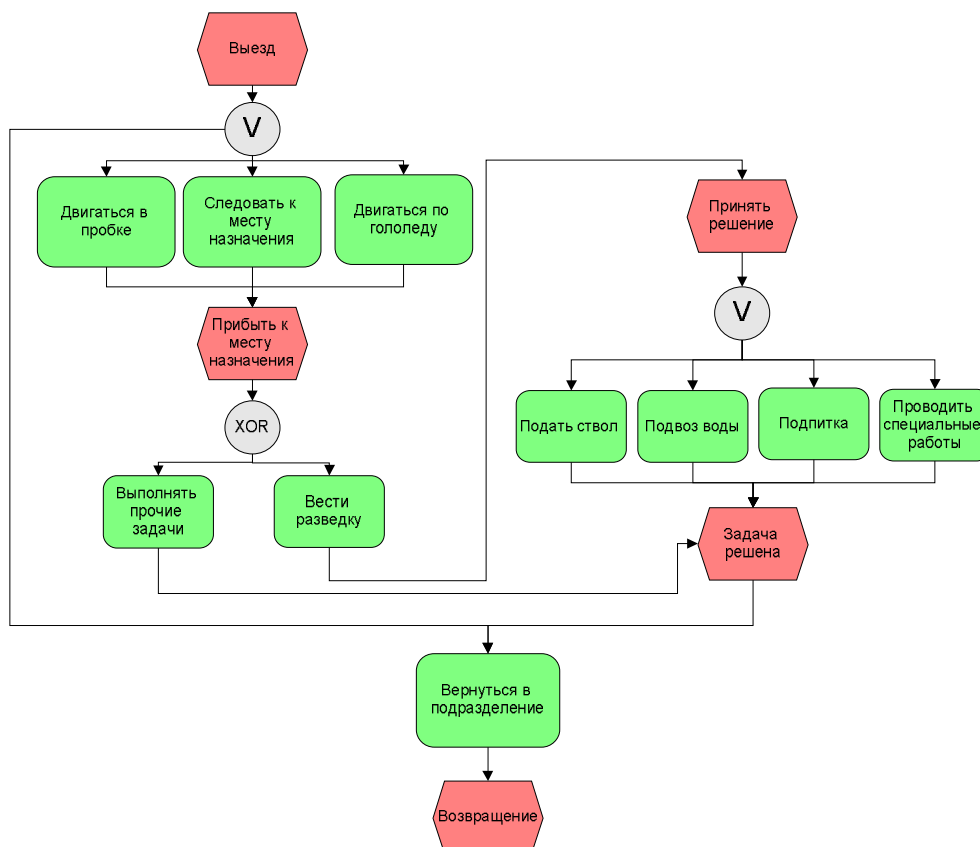 Выезд
V
Двигаться в
пробке
Следовать к
месту
назначения
Двигаться по
гололеду
Прибыть к
месту
назначения
XOR
Выполнять
прочие
задачи
Вести
разведку
Принять
решение
V
Подать ствол
Подвоз воды
Подпитка
Проводить
специальные
работы
Задача
решена
Вернуться в
подразделение
Возвращение